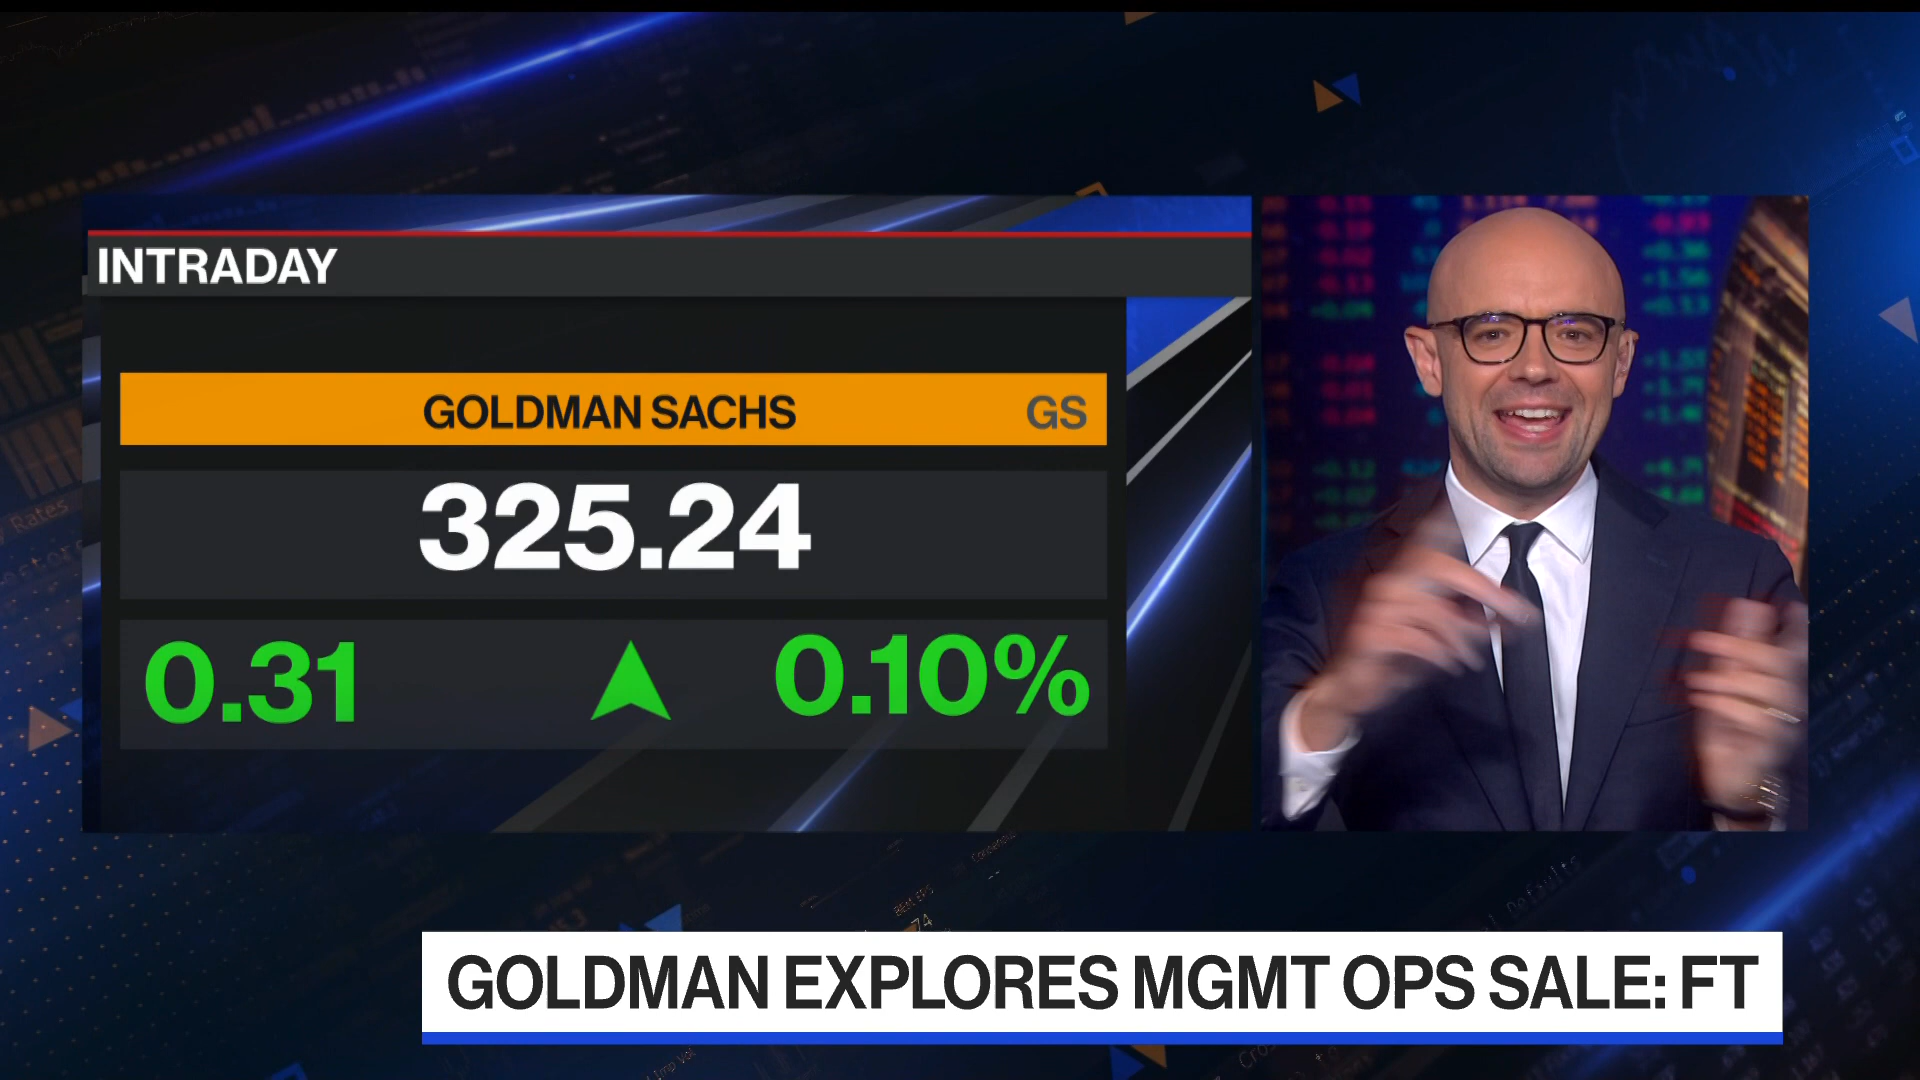 INTRADAY
GOLDMAN SACHS GS
325.24
0.31 0.10%
GOLDMAN EXPLORES MGMT OPS SALE: FT